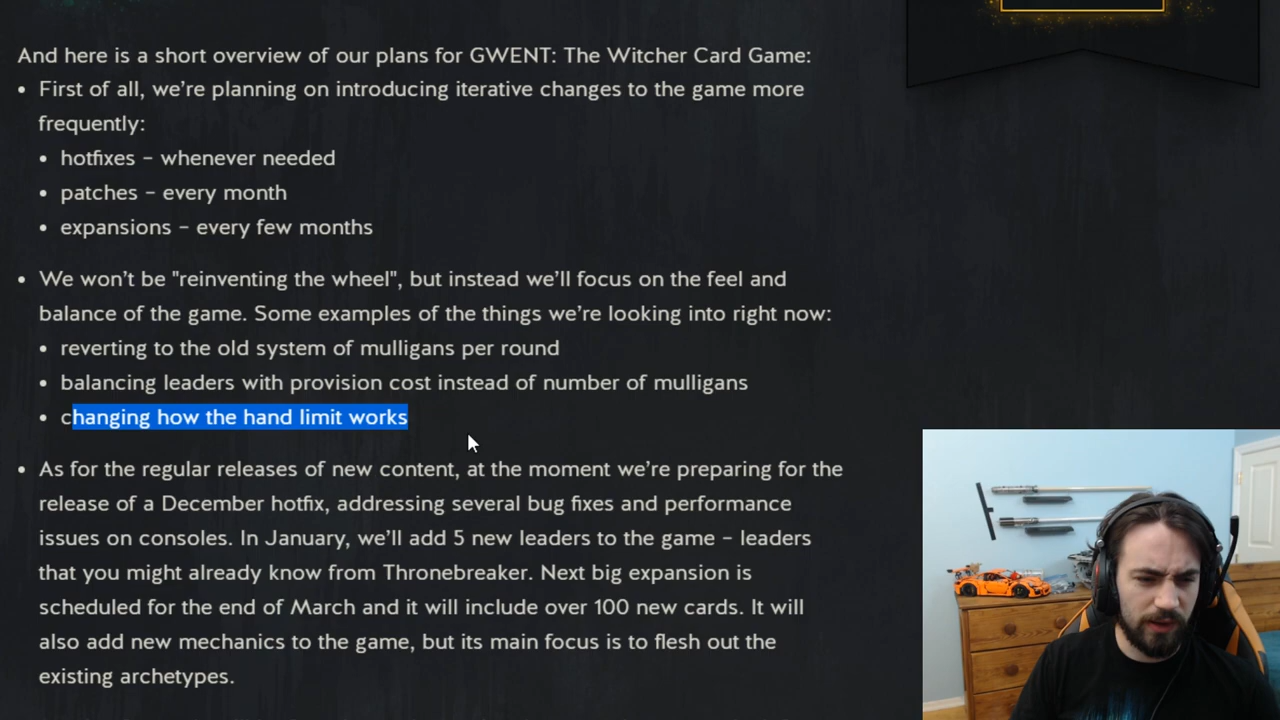 And here is a short overview of our plans for GWENT: The Witcher Card Game:
• First of all, we're planning on introducing iterative changes to the game more
frequently:
• hotfixes – whenever needed
• patches – every month
• expansions – every few months
• We won't be "reinventing the wheel", but instead we'll focus on the feel and
balance of the game. Some examples of the things we're looking into right now:
• reverting to the old system of mulligans per round
• balancing leaders with provision cost instead of number of mulligans
• changing how the hand limit works
• As for the regular releases of new content, at the moment we're preparing for the
release of a December hotfix, addressing several bug fixes and performance
issues on consoles. In January, we'll add 5 new leaders to the game – leaders
that you might already know from Thronebreaker. Next big expansion is
scheduled for the end of March and it will include over 100 new cards. It will
also add new mechanics to the game, but its main focus is to flesh out the
existing archetypes.